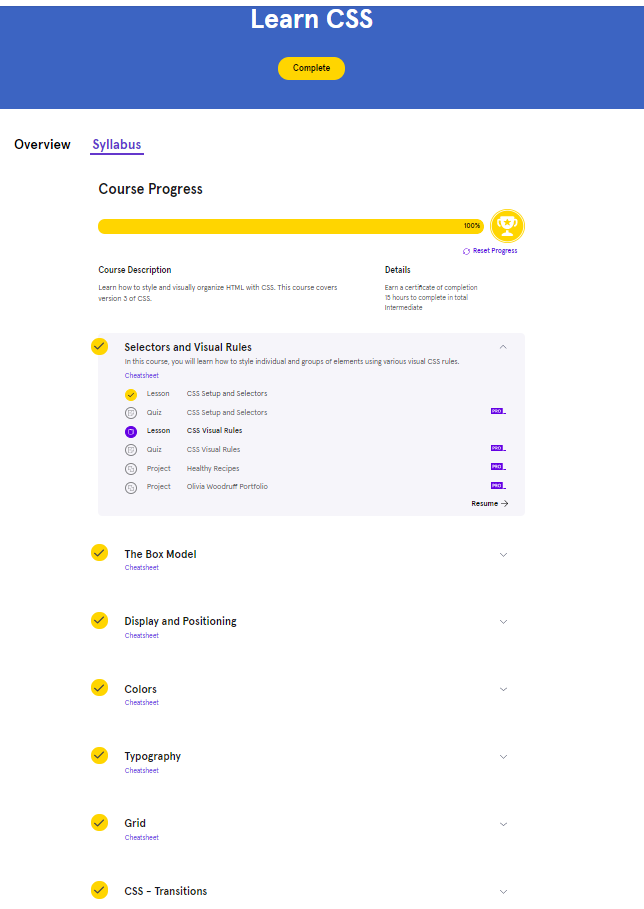 Learn CSS
Complete
Overview Syllabus
Course Progress
100%
Reset Progress
Course Description
Learn how to style and visually organize HTML with CSS. This course covers
version 3 of CSS.
Details
Earn a certificate of completion
15 hours to complete in total
Intermediate
Selectors and Visual Rules
In this course, you will learn how to style individual and groups of elements using various visual CSS rules.
Cheatsheet
Lesson CSS Setup and Selectors
Quiz CSS Setup and Selectors PRO
Lesson CSS Visual Rules
Quiz CSS Visual Rules PRO
Project Healthy Recipes PRO
Project Olivia Woodruff Portfolio PRO
Resume
The Box Model
Cheatsheet
Display and Positioning
Cheatsheet
Colors
Cheatsheet
Typography
Cheatsheet
Grid
Cheatsheet
CSS - Transitions